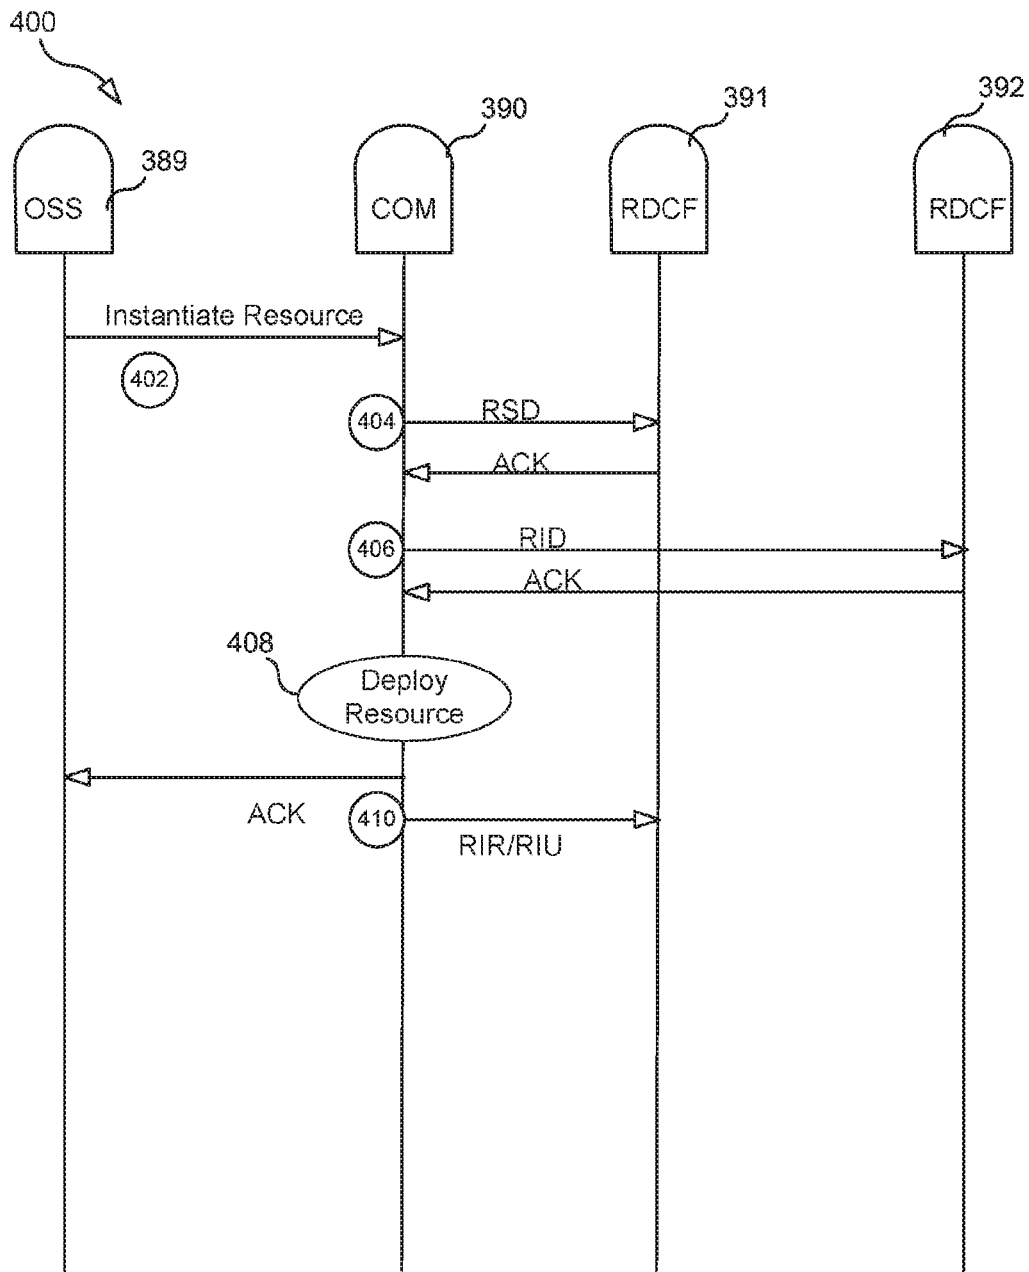 400
389
390
391
392
OSS
COM
RDCF
RDCF
Instantiate Resource
402
404
RSD
ACK
406
RID
ACK
408
Deploy
Resource
ACK
410
RIR/RIU